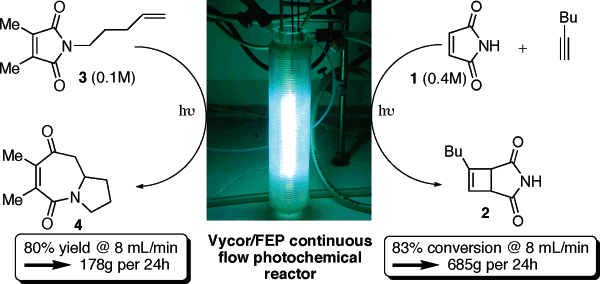 O
Me
N
Me
O
3 (0.1M)
hυ
O
Me
Me
N
O
4
80% yield @ 8 mL/min
178g per 24h
Vycor/FEP continuous
flow photochemical
reactor
O
NH
O
1 (0.4M)
+
Bu
hυ
Bu
O
NH
O
2
83% conversion @ 8 mL/min
685g per 24h